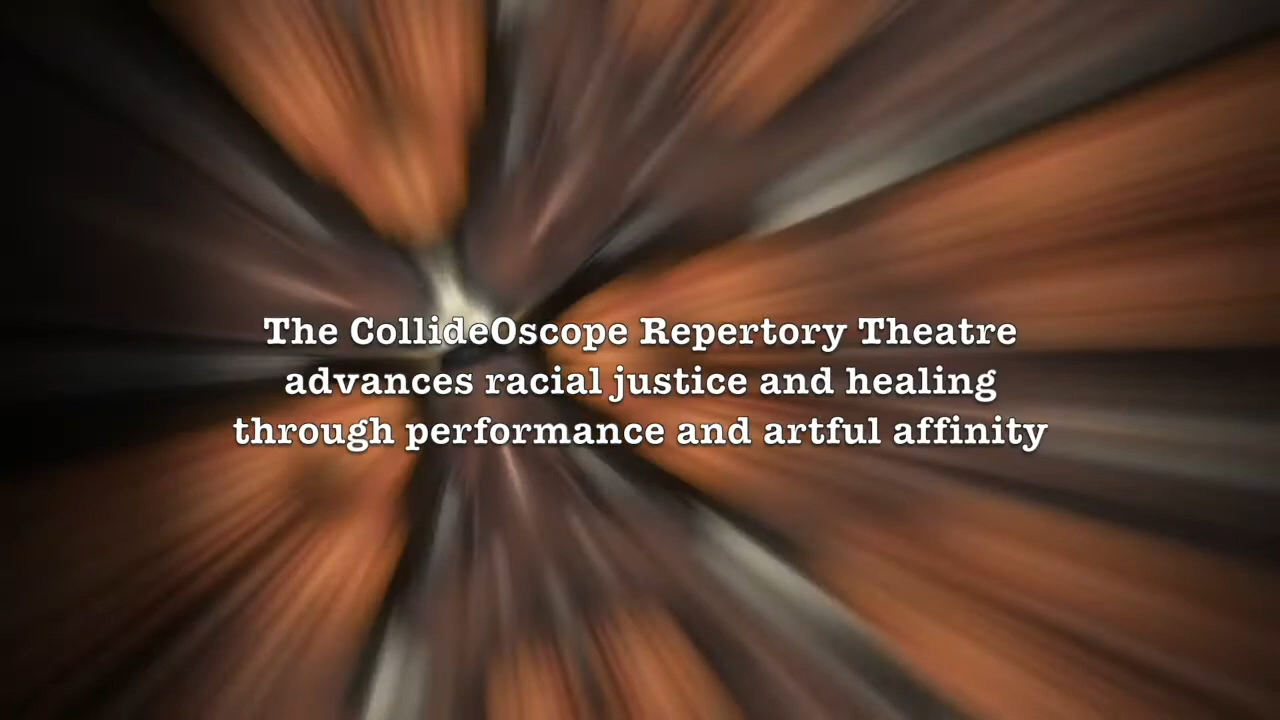 The CollideOscope Repertory Theatre
advances racial justice and healing
through performance and artful affinity